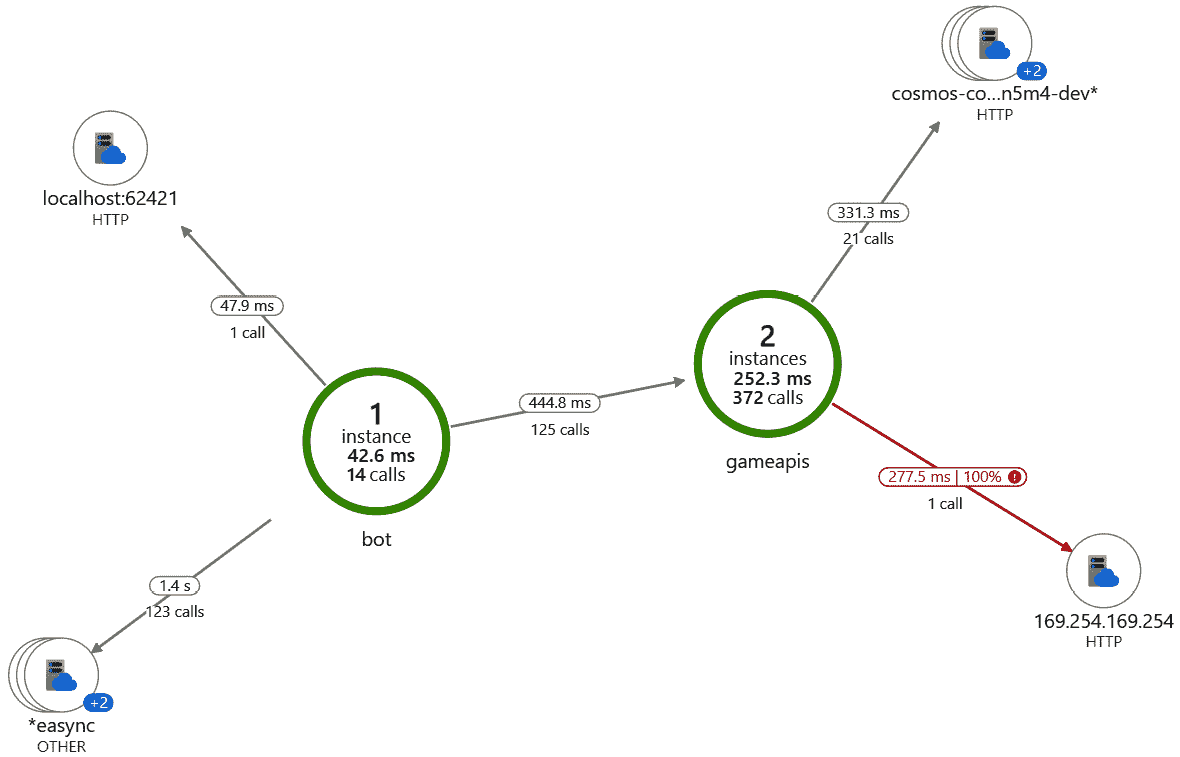 +2
cosmos-co...n5m4-dev*
HTTP
localhost:62421
HTTP
331.3 ms
21 calls
47.9 ms
1 call
2
instances
252.3 ms
372 calls
gameapis
444.8 ms
125 calls
1
instance
42.6 ms
14 calls
bot
277.5 ms | 100% !
1 call
1.4 s
123 calls
169.254.169.254
HTTP
+2
*easync
OTHER